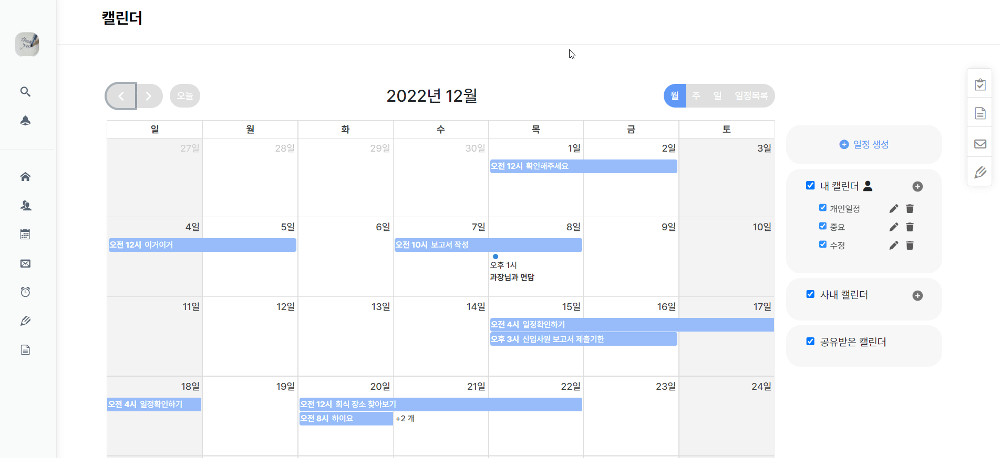 캘린더
thank you
오늘
2022년 12월
월 주 일 일정목록
일 월 화 수 목 금 토
27일 28일 29일 30일 1일 2일 3일
오전 12시 확인해주세요
4일 5일 6일 7일 8일 9일 10일
오전 12시 이거이거
오전 10시 보고서 작성
오후 1시
과장님과 면담
11일 12일 13일 14일 15일 16일 17일
오전 4시 일정확인하기
오후 3시 신입사원 보고서 제출기한
18일 19일 20일 21일 22일 23일 24일
오전 4시 일정확인하기
오전 12시 회식 장소 찾아보기
오전 8시 하이요
+2 개
일정 생성
내 캘린더
개인일정
중요
수정
사내 캘린더
공유받은 캘린더